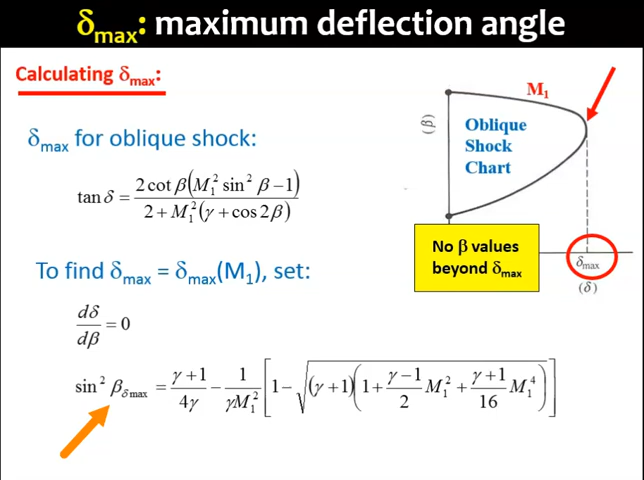 δmax: maximum deflection angle
Calculating δmax:
δmax for oblique shock:
tan δ = 2 cot β(M₁² sin² β − 1) / 2 + M₁²(γ + cos 2β)
To find δmax = δmax(M₁), set:
dδ/dβ = 0
sin² βδmax = γ+1/4γ − 1/γM₁² [1 − √(γ+1)(1 + γ−1/2 M₁² + γ+1/16 M₁⁴)]
M₁
(β)
Oblique
Shock
Chart
No β values
beyond δmax
δmax
(δ)